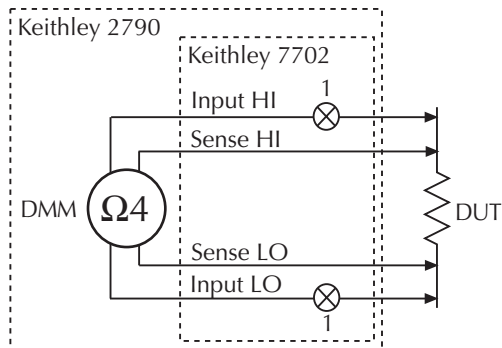 Keithley 2790
Keithley 7702
1
Input HI
Sense HI
DMM
Ω4
DUT
Sense LO
Input LO
1